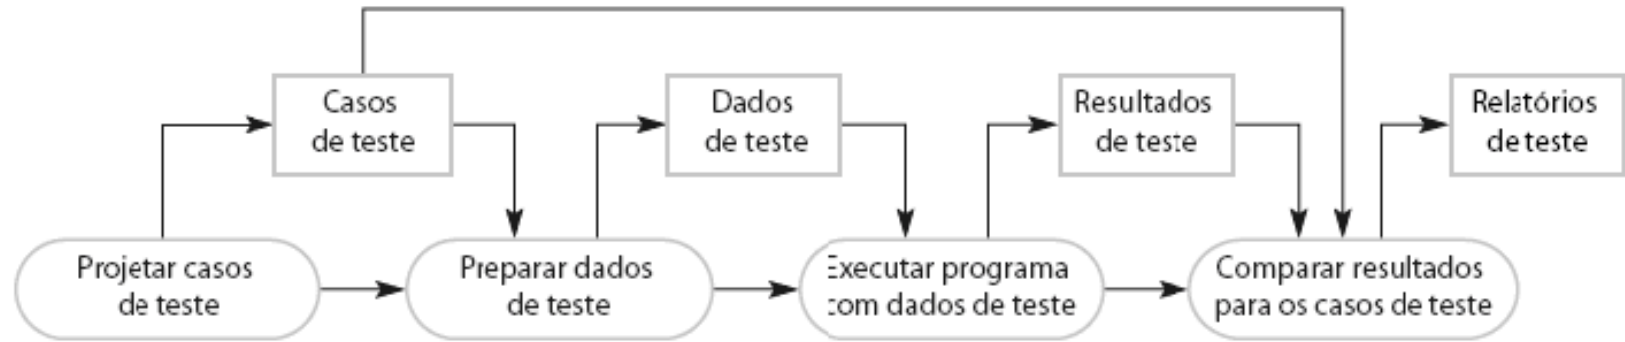 Casos
de teste
Dados
de teste
Resultados
de teste
Relatórios
de teste
Projetar casos
de teste
Preparar dados
de teste
Executar programa
com dados de teste
Comparar resultados
para os casos de teste